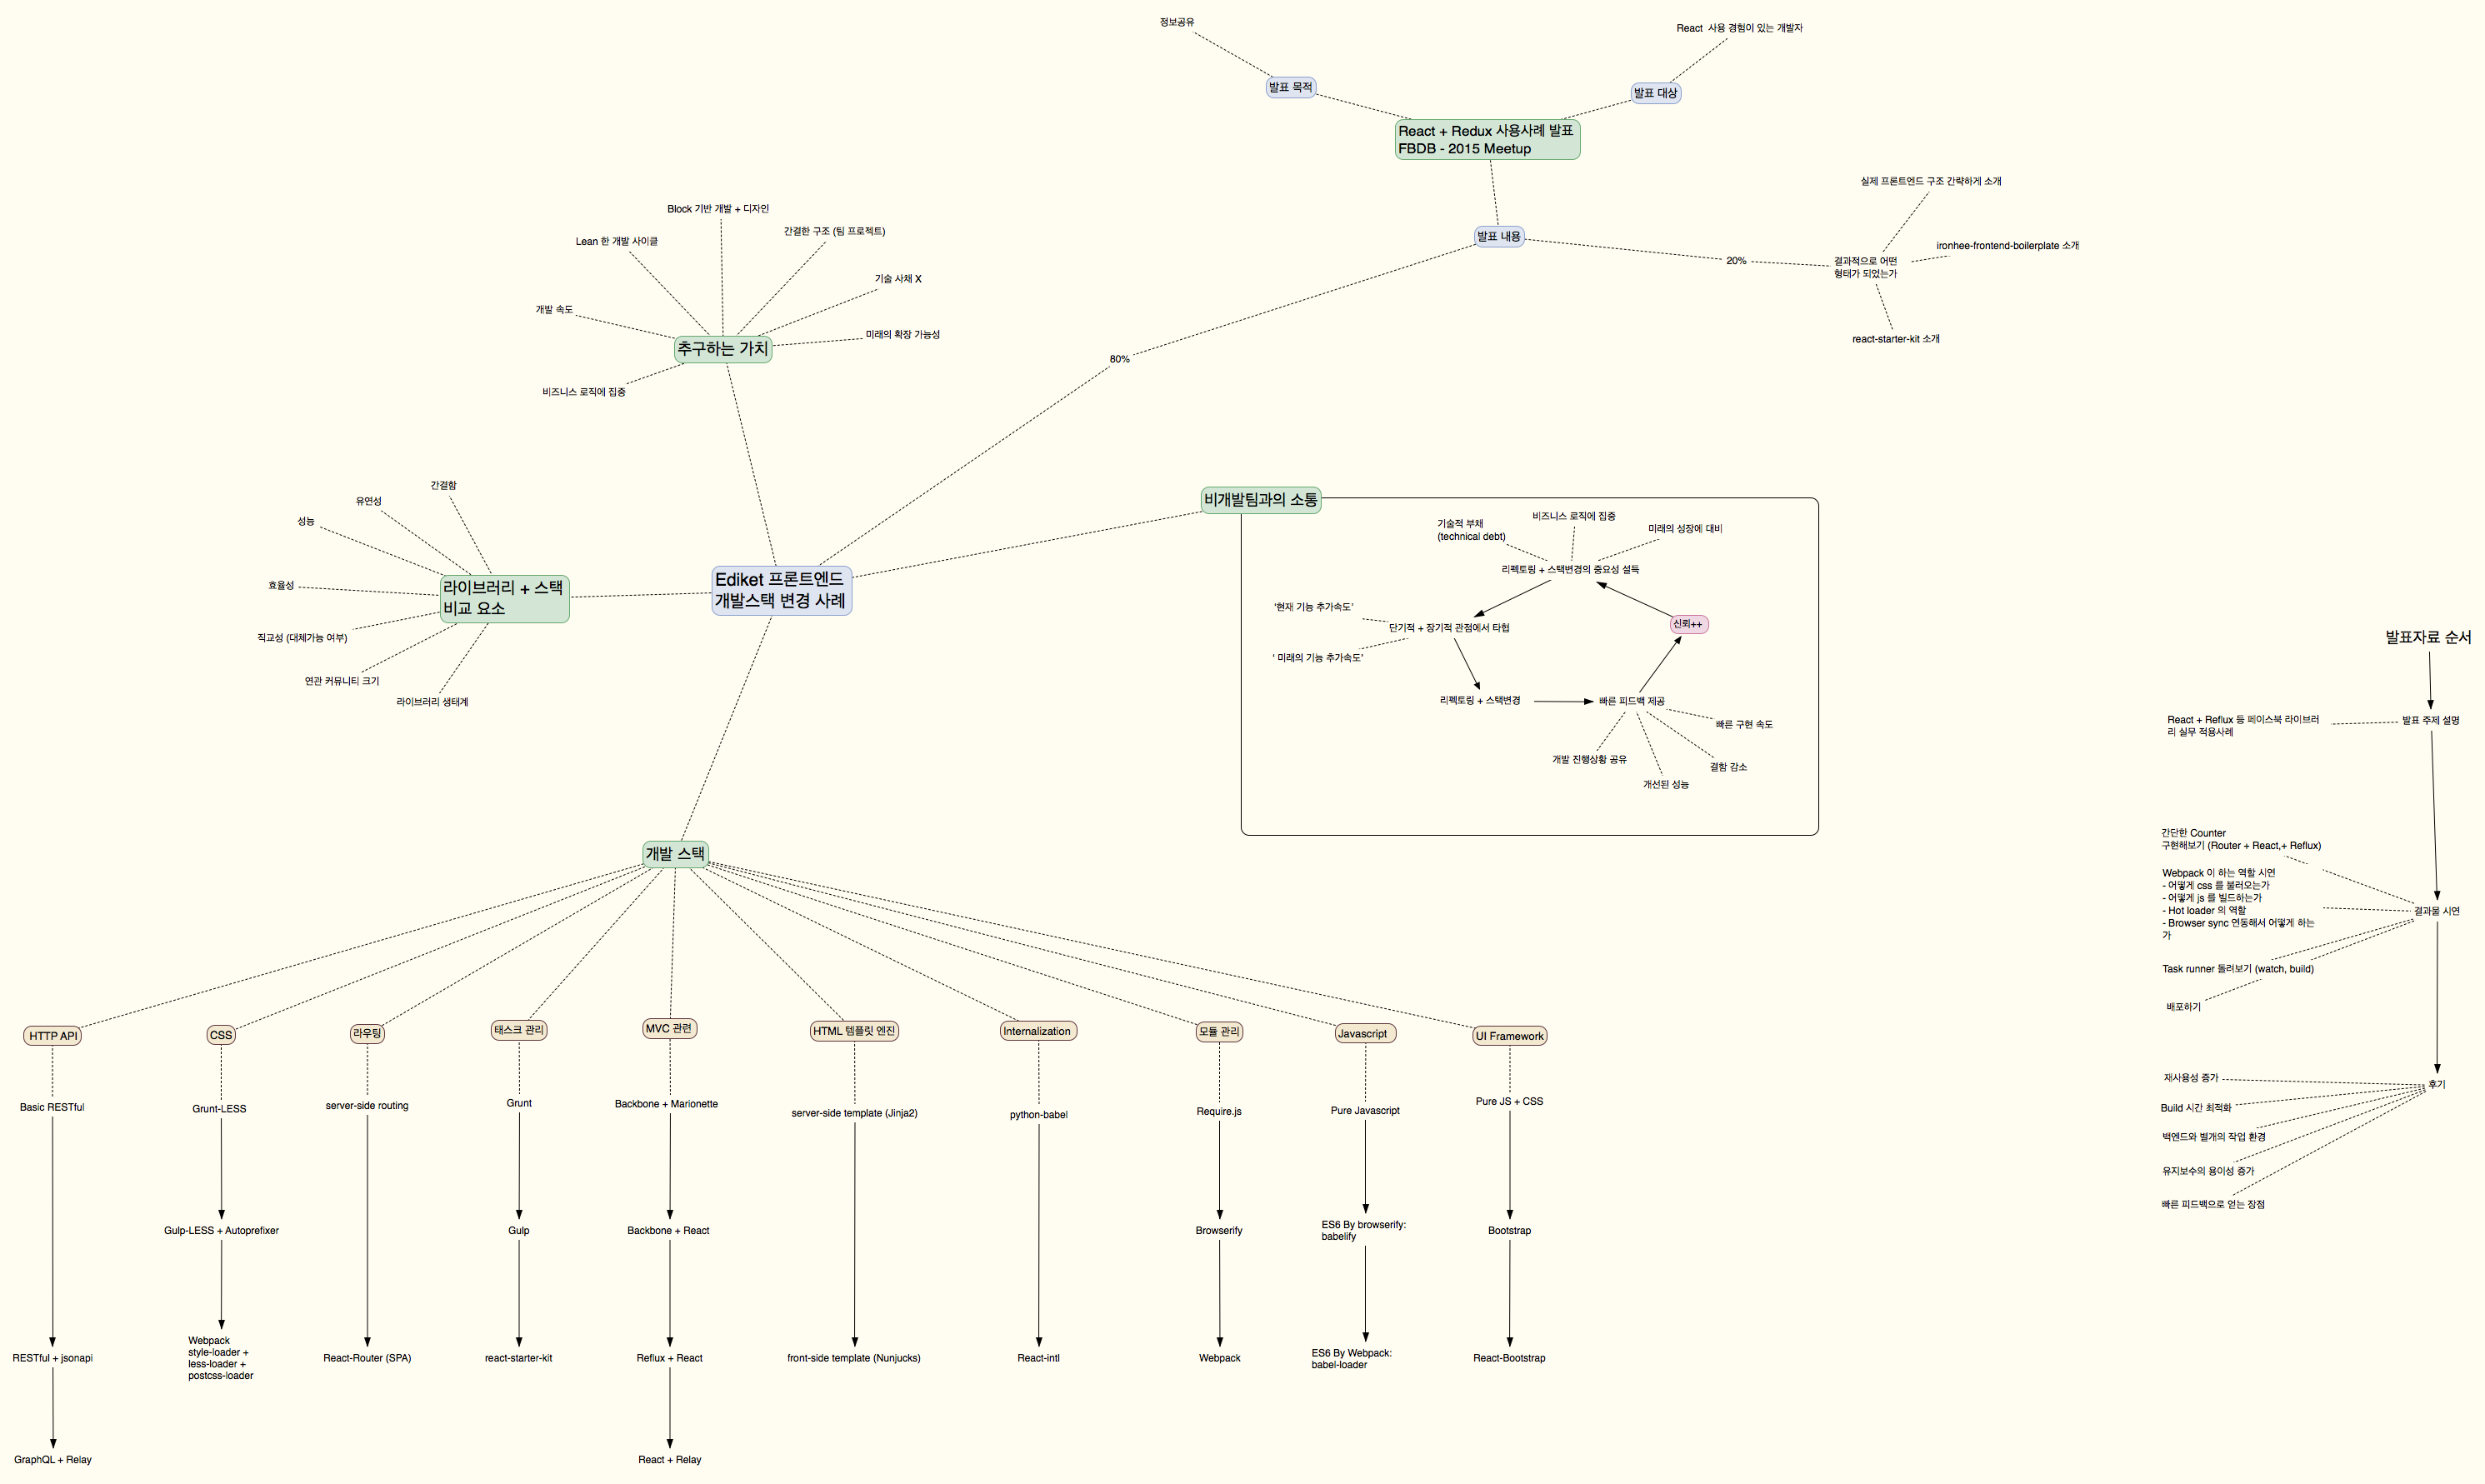 정보공유
React  사용 경험이 있는 개발자
발표 목적
발표 대상
React + Redux 사용사례 발표
FBDB - 2015 Meetup
발표 내용
실제 프론트엔드 구조 간략하게 소개
ironhee-frontend-boilerplate 소개
20%
결과적으로 어떤
형태가 되었는가
react-starter-kit 소개
80%
Block 기반 개발 + 디자인
간결한 구조 (팀 프로젝트)
Lean 한 개발 사이클
기술 사채 X
개발 속도
미래의 확장 가능성
추구하는 가치
비즈니스 로직에 집중
간결함
유연성
성능
효율성
라이브러리 + 스택
비교 요소
직교성 (대체가능 여부)
연관 커뮤니티 크기
라이브러리 생태계
Ediket 프론트엔드
개발스택 변경 사례
비개발팀과의 소통
기술적 부채
(technical debt)
비즈니스 로직에 집중
미래의 성장에 대비
리펙토링 + 스택변경의 중요성 설득
'현재 기능 추가속도'
단기적 + 장기적 관점에서 타협
' 미래의 기능 추가속도'
신뢰++
리펙토링 + 스택변경
빠른 피드백 제공
빠른 구현 속도
개발 진행상황 공유
결함 감소
개선된 성능
개발 스택
HTTP API
Basic RESTful
RESTful + jsonapi
GraphQL + Relay
CSS
Grunt-LESS
Gulp-LESS + Autoprefixer
Webpack
style-loader +
less-loader +
postcss-loader
라우팅
server-side routing
React-Router (SPA)
태스크 관리
Grunt
Gulp
react-starter-kit
MVC 관련
Backbone + Marionette
Backbone + React
Reflux + React
React + Relay
HTML 템플릿 엔진
server-side template (Jinja2)
front-side template (Nunjucks)
Internalization
python-babel
React-intl
모듈 관리
Require.js
Browserify
Webpack
Javascript
Pure Javascript
ES6 By browserify:
babelify
ES6 By Webpack:
babel-loader
UI Framework
Pure JS + CSS
Bootstrap
React-Bootstrap
발표자료 순서
발표 주제 설명
React + Reflux 등 페이스북 라이브러
리 실무 적용사례
간단한 Counter
구현해보기 (Router + React,+ Reflux)
Webpack 이 하는 역할 시연
- 어떻게 css 를 불러오는가
- 어떻게 js 를 빌드하는가
- Hot loader 의 역할
- Browser sync 연동해서 어떻게 하는
가
결과물 시연
Task runner 돌려보기 (watch, build)
배포하기
후기
재사용성 증가
Build 시간 최적화
백엔드와 별개의 작업 환경
유지보수의 용이성 증가
빠른 피드백으로 얻는 장점